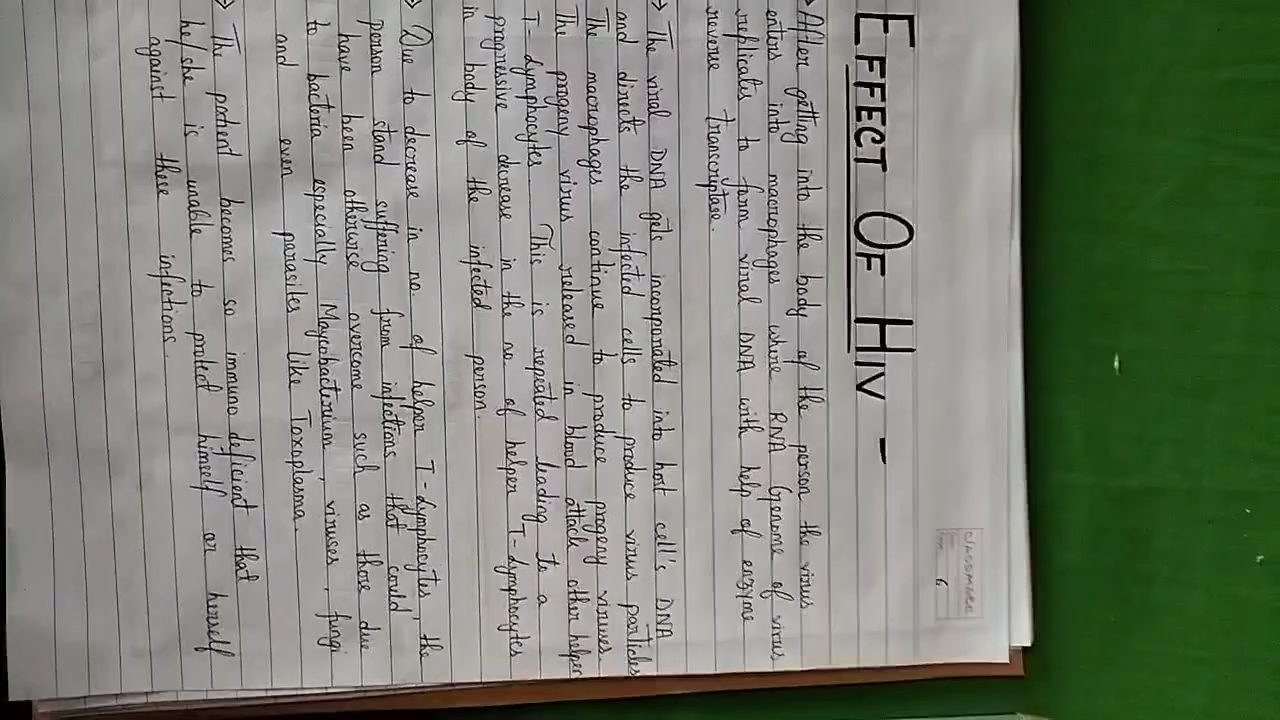 classmate
6
EFFECT OF HIV -
→ After getting into the body of the person the virus
enters into macrophages where RNA Genome of virus
replicates to form viral DNA with help of enzyme
reverse transcriptase.
→ The viral DNA gets incorporated into host cell's DNA
and directs the infected cells to produce virus particles
The macrophages continue to produce progeny viruses.
The progeny virus released in blood attack other helper
T-Lymphocytes. This is repeated leading to a
progressive decrease in the no of helper T-Lymphocytes
in body of the infected person.
→ Due to decrease in no. of helper T-Lymphocytes, the
person stand suffering from infections that could
have been otherwise overcome such as those due
to bacteria especially Maycobacterium, viruses, fungi
and even parasites like Toxaplasma.
→ The patient becomes so immuno deficient that
he/she is unable to protect himself or herself
against these infections.